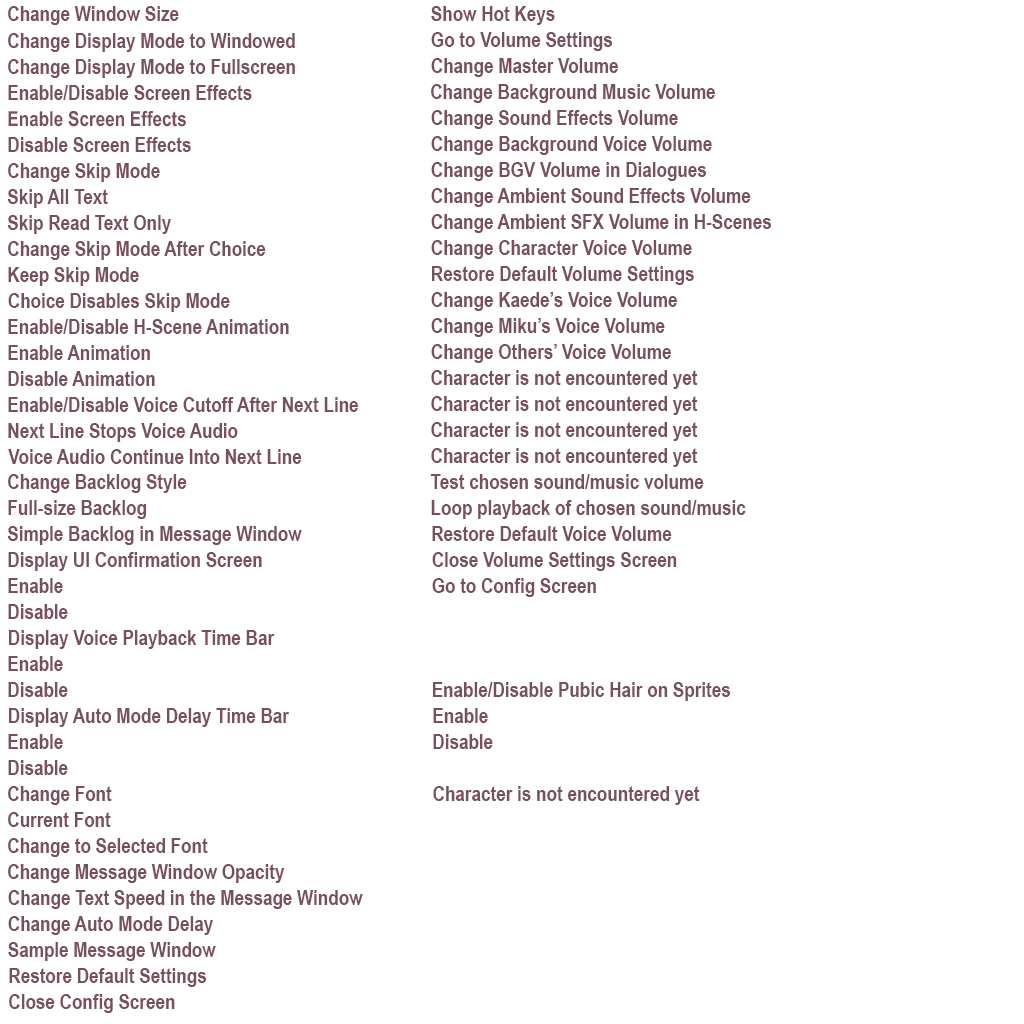 Change Window Size
Change Display Mode to Windowed
Change Display Mode to Fullscreen
Enable/Disable Screen Effects
Enable Screen Effects
Disable Screen Effects
Change Skip Mode
Skip All Text
Skip Read Text Only
Change Skip Mode After Choice
Keep Skip Mode
Choice Disables Skip Mode
Enable/Disable H-Scene Animation
Enable Animation
Disable Animation
Enable/Disable Voice Cutoff After Next Line
Next Line Stops Voice Audio
Voice Audio Continue Into Next Line
Change Backlog Style
Full-size Backlog
Simple Backlog in Message Window
Display UI Confirmation Screen
Enable
Disable
Display Voice Playback Time Bar
Enable
Disable
Display Auto Mode Delay Time Bar
Enable
Disable
Change Font
Current Font
Change to Selected Font
Change Message Window Opacity
Change Text Speed in the Message Window
Change Auto Mode Delay
Sample Message Window
Restore Default Settings
Close Config Screen
Show Hot Keys
Go to Volume Settings
Change Master Volume
Change Background Music Volume
Change Sound Effects Volume
Change Background Voice Volume
Change BGV Volume in Dialogues
Change Ambient Sound Effects Volume
Change Ambient SFX Volume in H-Scenes
Change Character Voice Volume
Restore Default Volume Settings
Change Kaede’s Voice Volume
Change Miku’s Voice Volume
Change Others’ Voice Volume
Character is not encountered yet
Character is not encountered yet
Character is not encountered yet
Character is not encountered yet
Test chosen sound/music volume
Loop playback of chosen sound/music
Restore Default Voice Volume
Close Volume Settings Screen
Go to Config Screen
Enable/Disable Pubic Hair on Sprites
Enable
Disable
Character is not encountered yet